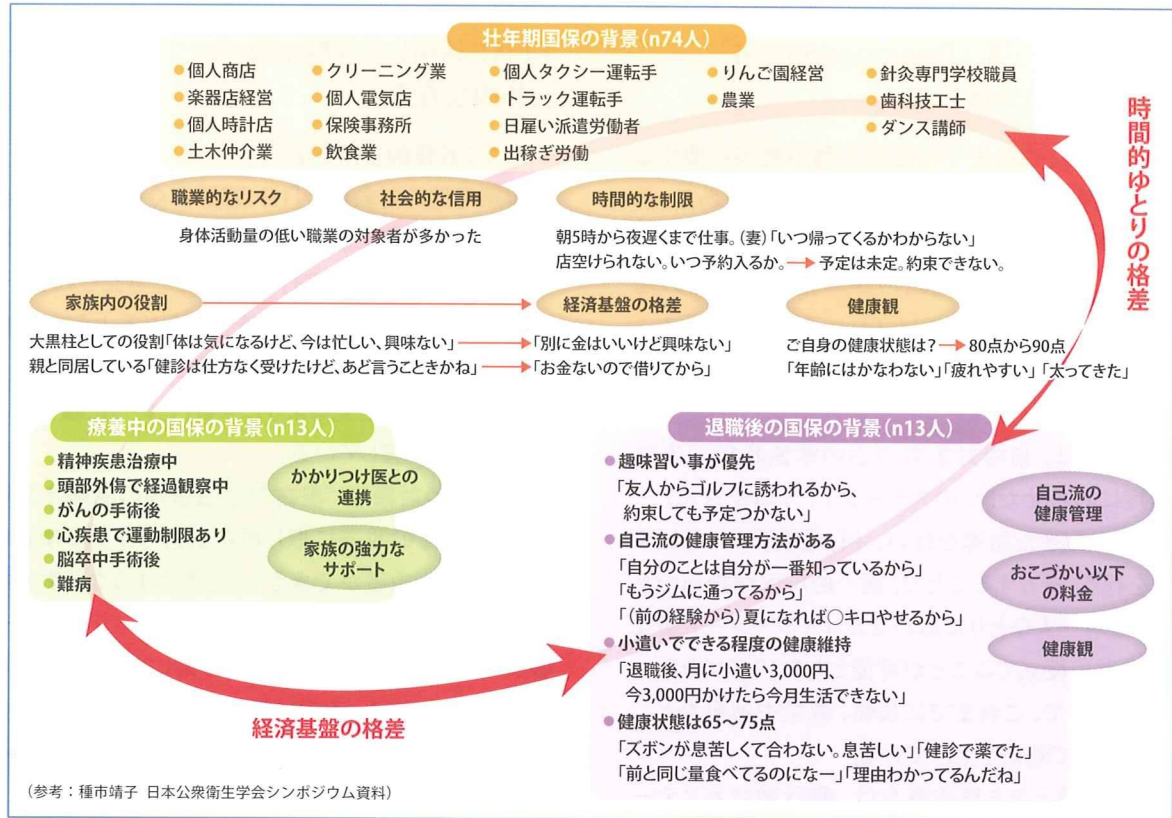 壮年期国保の背景(n74人)
●個人商店
●楽器店経営
●個人時計店
●土木仲介業
●クリーニング業
●個人電気店
●保険事務所
●飲食業
●個人タクシー運転手
●トラック運転手
●日雇い派遣労働者
●出稼ぎ労働
●りんご園経営
●農業
●針灸専門学校職員
●歯科技工士
●ダンス講師
時間的ゆとりの格差
職業的なリスク
社会的な信用
身体活動量の低い職業の対象者が多かった
時間的な制限
朝5時から夜遅くまで仕事。(妻)「いつ帰ってくるかわからない」
店空けられない。いつ予約入るか。→予定は未定。約束できない。
家族内の役割
経済基盤の格差
大黒柱としての役割「体は気になるけど、今は忙しい、興味ない」→「別に金はいいけど興味ない」
親と同居している「健診は仕方なく受けたけど、あど言うこときかね」→「お金ないので借りてから」
健康観
ご自身の健康状態は?→80点から90点
「年齢にはかなわない」「疲れやすい」「太ってきた」
療養中の国保の背景(n13人)
●精神疾患治療中
●頭部外傷で経過観察中
●がんの手術後
●心疾患で運動制限あり
●脳卒中手術後
●難病
かかりつけ医との
連携
家族の強力な
サポート
退職後の国保の背景(n13人)
●趣味習い事が優先
「友人からゴルフに誘われるから、
約束しても予定つかない」
●自己流の健康管理方法がある
「自分のことは自分が一番知っているから」
「もうジムに通ってるから」
「(前の経験から)夏になれば○キロやせるから」
●小遣いでできる程度の健康維持
「退職後、月に小遣い3,000円、
今3,000円かけたら今月生活できない」
●健康状態は65~75点
「ズボンが息苦しくて合わない。息苦しい」「健診で薬でた」
「前と同じ量食べてるのになー」「理由わかってるんだね」
自己流の
健康管理
おこづかい以下
の料金
健康観
経済基盤の格差
(参考:種市靖子 日本公衆衛生学会シンポジウム資料)